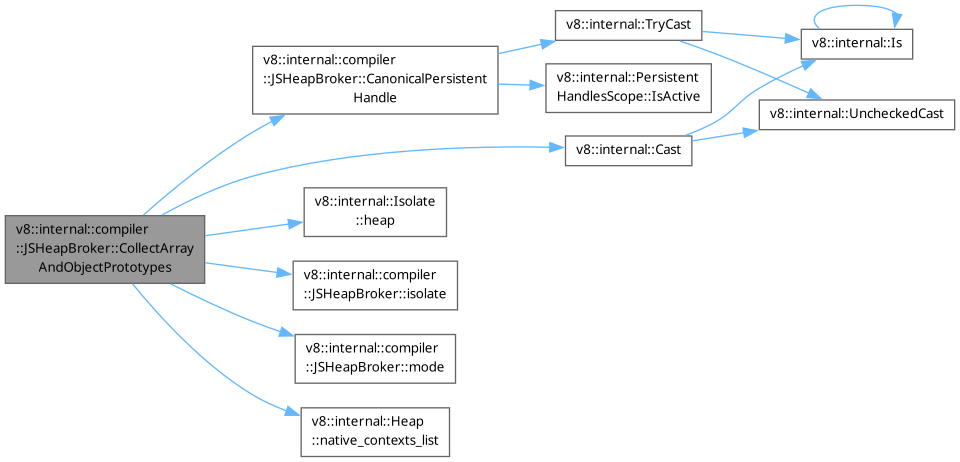 v8::internal::TryCast
v8::internal::Is
v8::internal::compiler
::JSHeapBroker::CanonicalPersistent
Handle
v8::internal::Persistent
HandlesScope::IsActive
v8::internal::UncheckedCast
v8::internal::Cast
v8::internal::Isolate
::heap
v8::internal::compiler
::JSHeapBroker::CollectArray
AndObjectPrototypes
v8::internal::compiler
::JSHeapBroker::isolate
v8::internal::compiler
::JSHeapBroker::mode
v8::internal::Heap
::native_contexts_list